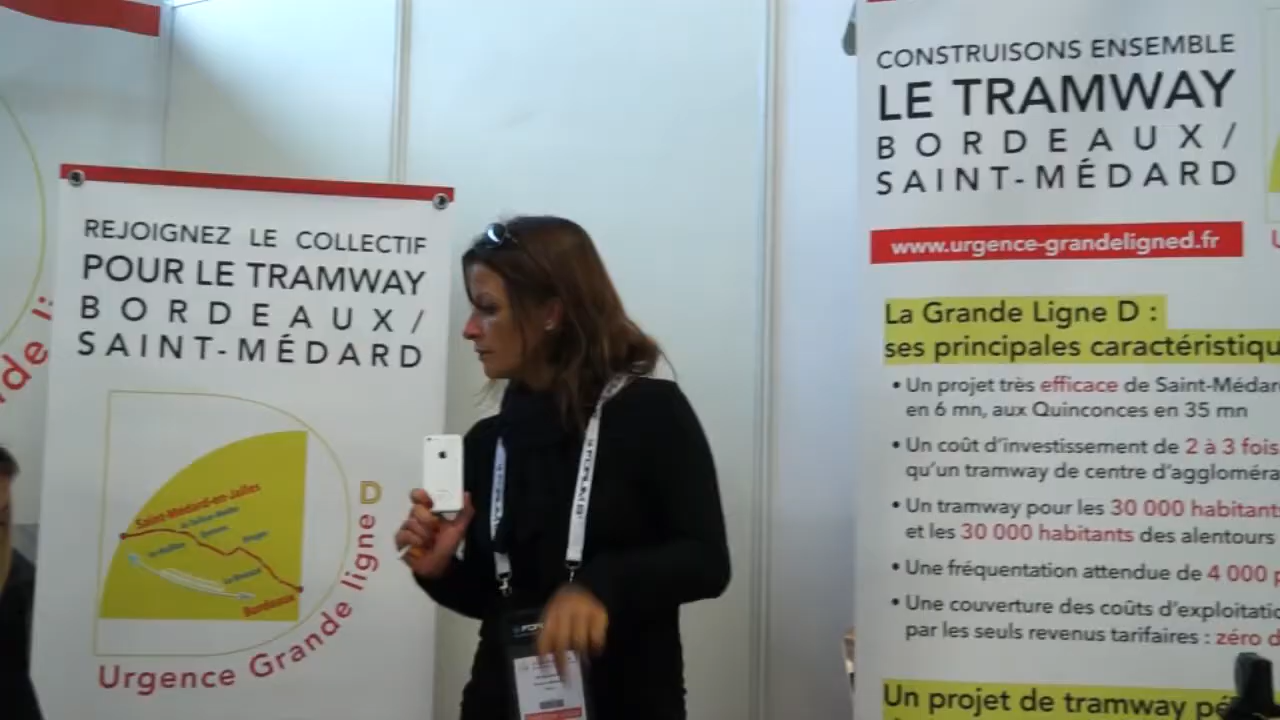 REJOIGNEZ LE COLLECTIF
POUR LE TRAMWAY
BORDEAUX/
SAINT-MÉDARD
Saint-Médard-en-Jalles
Bordeaux
Urgence Grande ligne D
CONSTRUISONS ENSEMBLE
LE TRAMWAY
BORDEAUX/
SAINT-MÉDARD
www.urgence-grandeligned.fr
La Grande Ligne D :
ses principales caractéristiqu
• Un projet très efficace de Saint-Médar
en 6 mn, aux Quinconces en 35 mn
• Un coût d'investissement de 2 à 3 fois
qu'un tramway de centre d'aggloméra
• Un tramway pour les 30 000 habitants
et les 30 000 habitants des alentours
• Une fréquentation attendue de 4 000 p
• Une couverture des coûts d'exploitatio
par les seuls revenus tarifaires : zéro d
Un projet de tramway pé